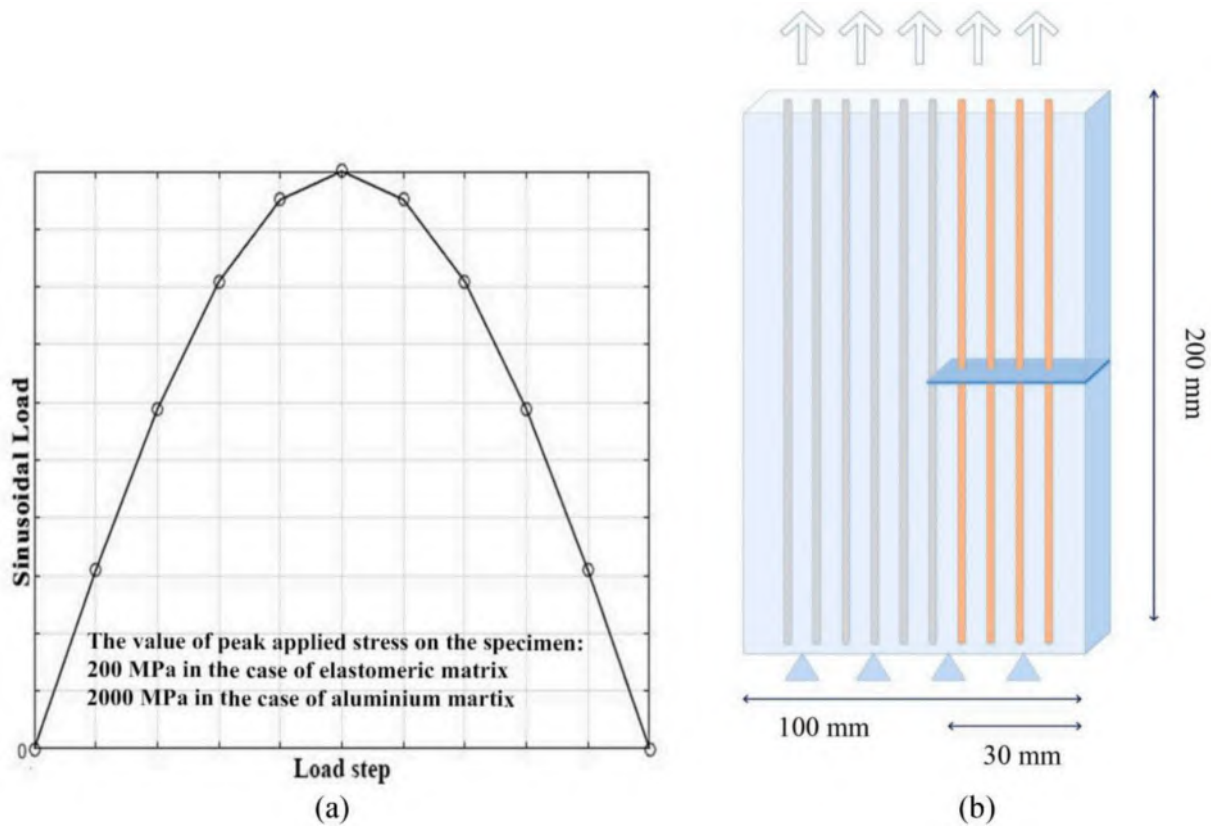 Sinusoidal Load
The value of peak applied stress on the specimen:
200 MPa in the case of elastomeric matrix
2000 MPa in the case of aluminium martix
0
Load step
(a)
200 mm
100 mm
30 mm
(b)